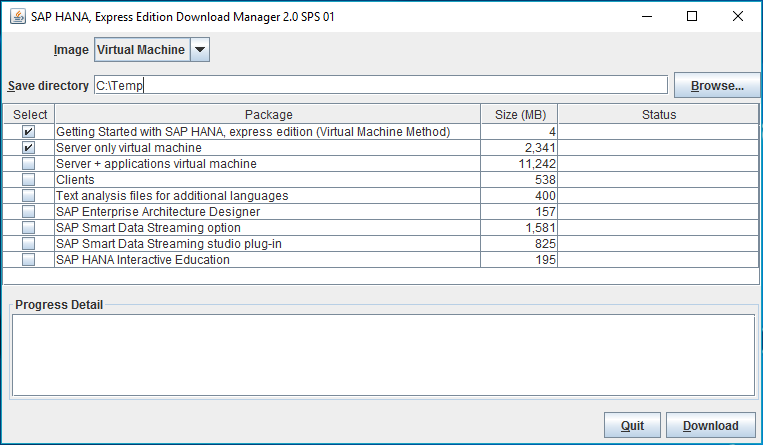 SAP HANA, Express Edition Download Manager 2.0 SPS 01
Image Virtual Machine
Save directory C:\Temp Browse...
Select Package Size (MB) Status
Getting Started with SAP HANA, express edition (Virtual Machine Method) 4
Server only virtual machine 2,341
Server + applications virtual machine 11,242
Clients 538
Text analysis files for additional languages 400
SAP Enterprise Architecture Designer 157
SAP Smart Data Streaming option 1,581
SAP Smart Data Streaming studio plug-in 825
SAP HANA Interactive Education 195
Progress Detail
Quit Download